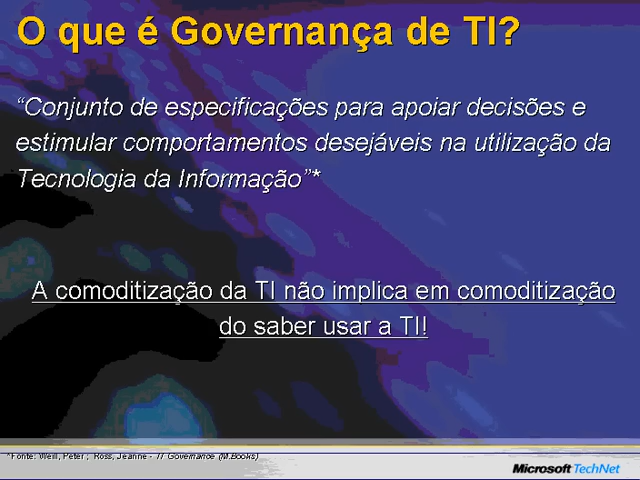 O que é Governança de TI?
“Conjunto de especificações para apoiar decisões e
estimular comportamentos desejáveis na utilização da
Tecnologia da Informação”*
A comoditização da TI não implica em comoditização
do saber usar a TI!
*Fonte: Weill, Peter ; Ross, Jeanne - TI Governance (M.Books)
Microsoft TechNet